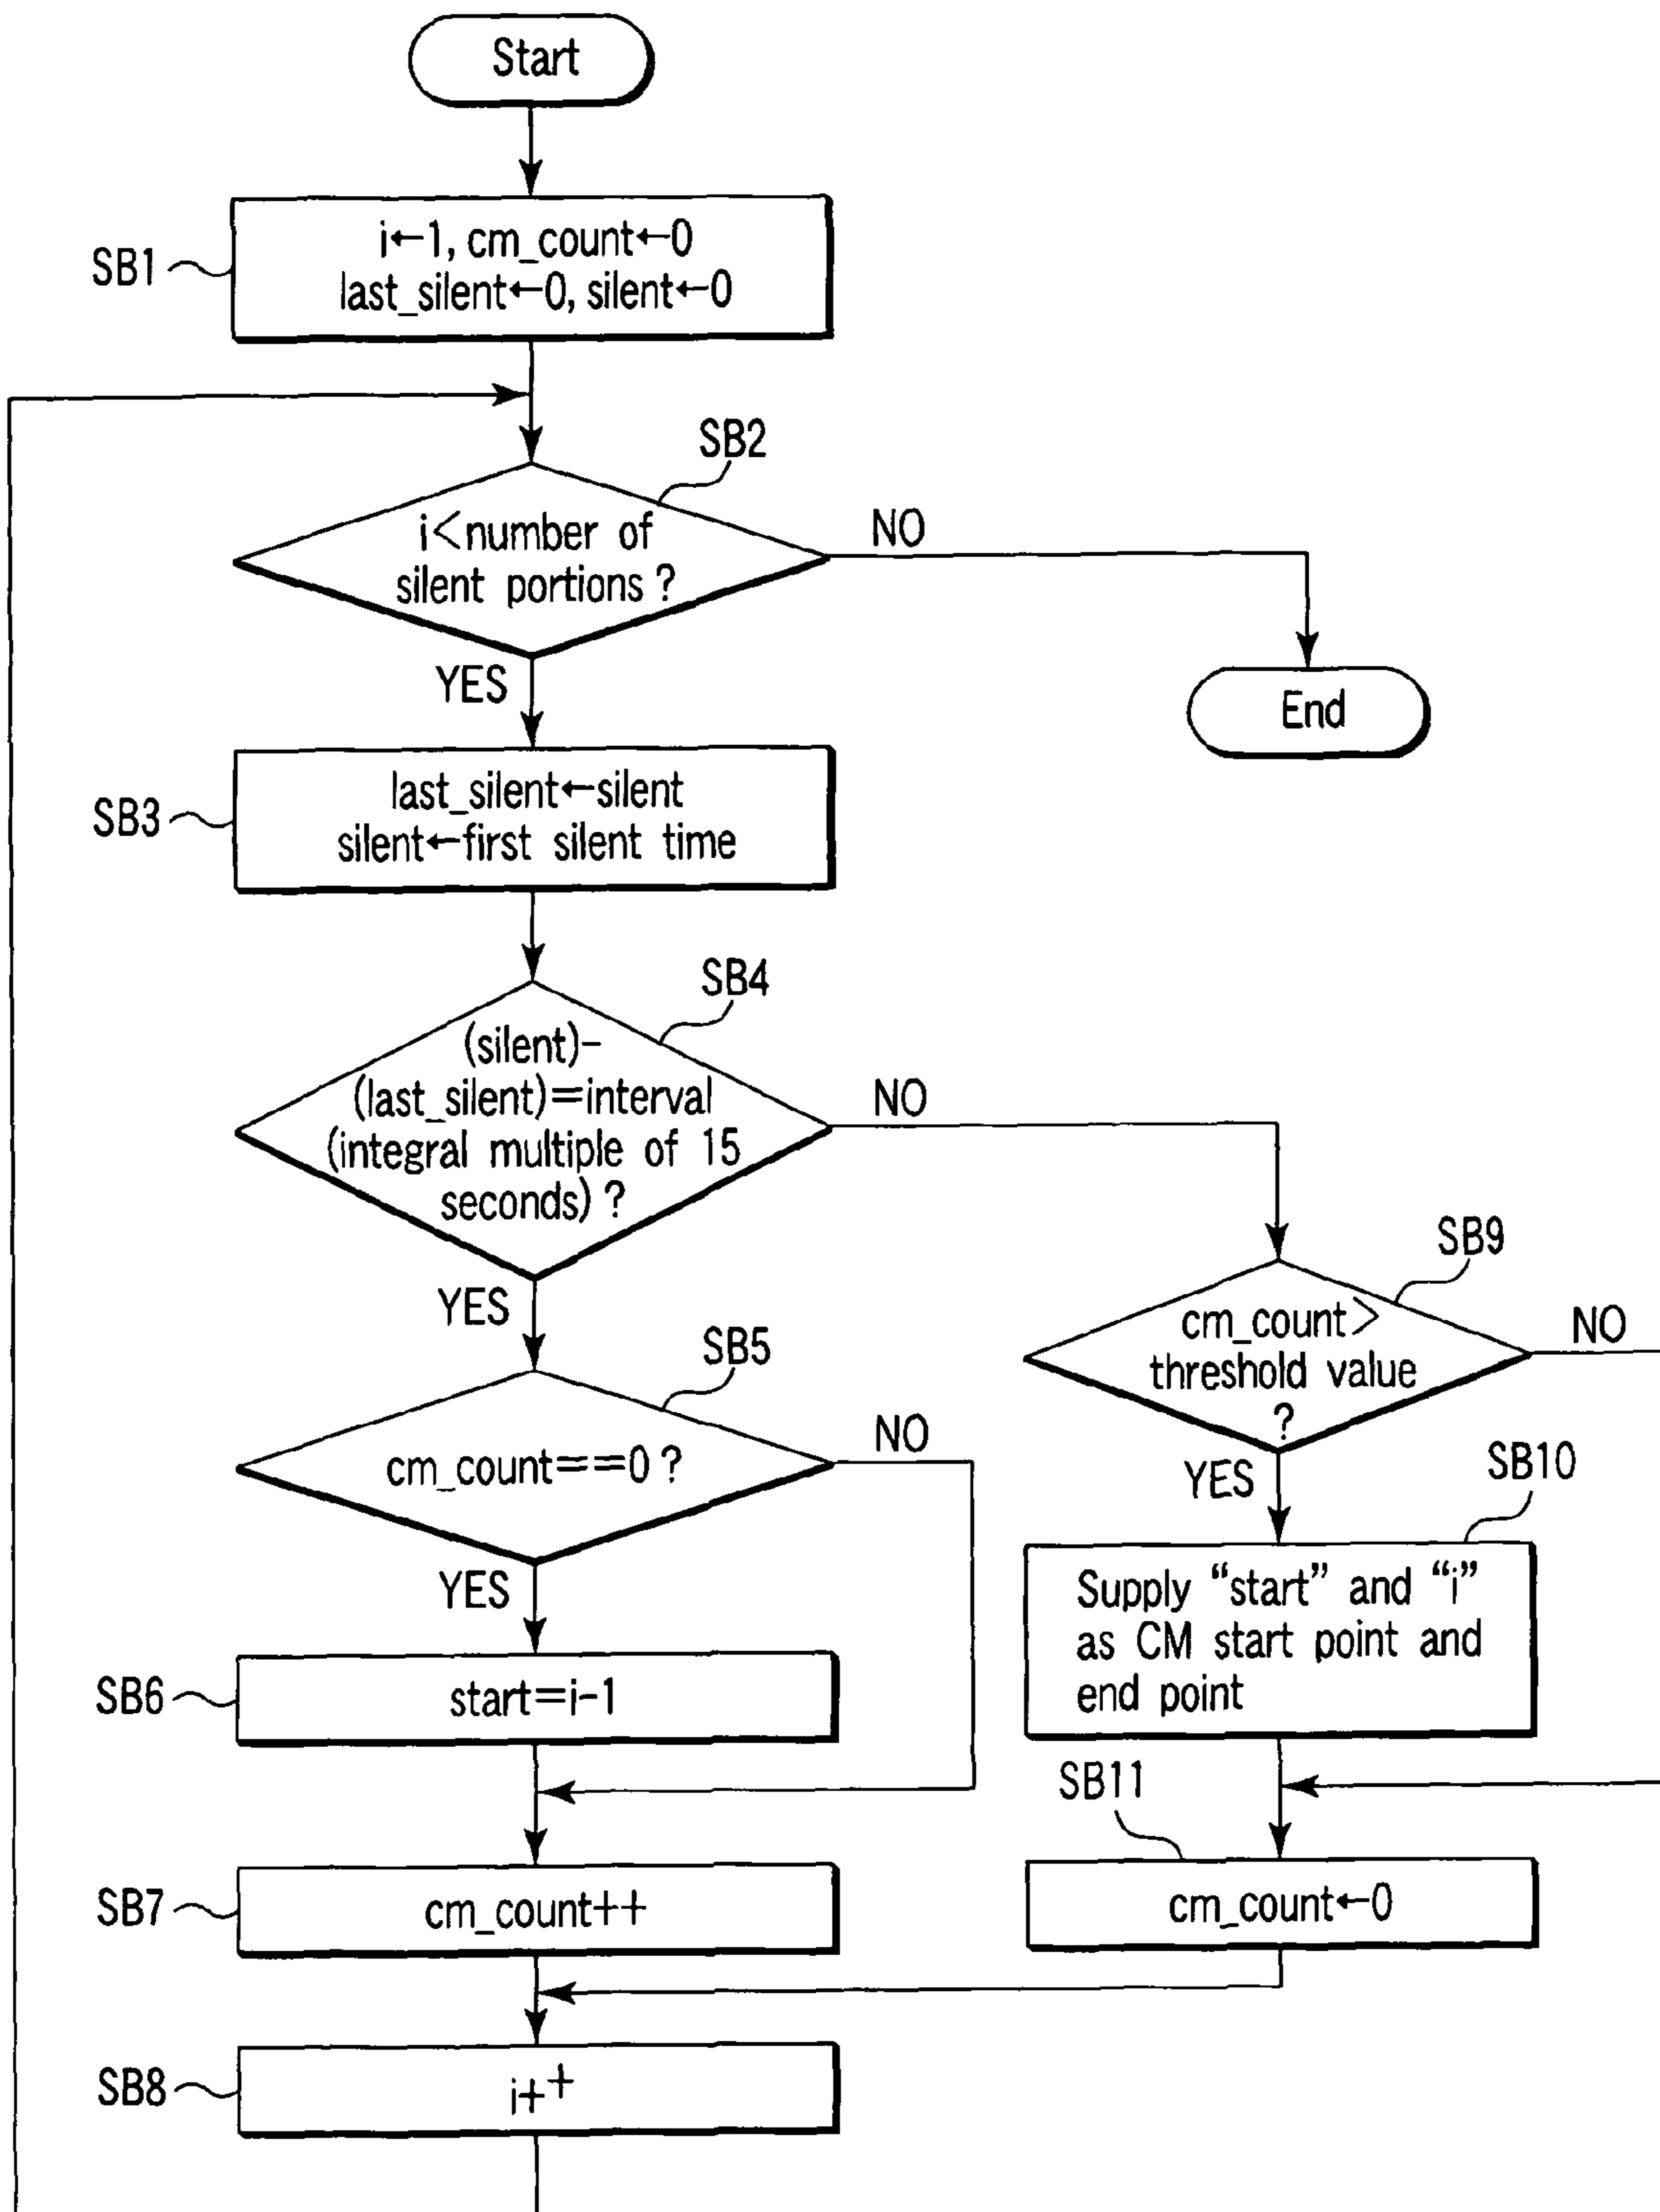 Start
SB1
i←1, cm_count←0
last_silent←0, silent←0
SB2
i<number of
silent portions ?
NO
YES
End
SB3
last_silent←silent
silent←first silent time
SB4
(silent)-
(last_silent)=interval
(integral multiple of 15
seconds) ?
NO
YES
SB9
cm_count>
threshold value
?
NO
YES
SB5
cm_count==0 ?
NO
YES
SB10
Supply “start” and “i”
as CM start point and
end point
SB6
start=i-1
SB11
cm_count←0
SB7
cm_count++
SB8
i++